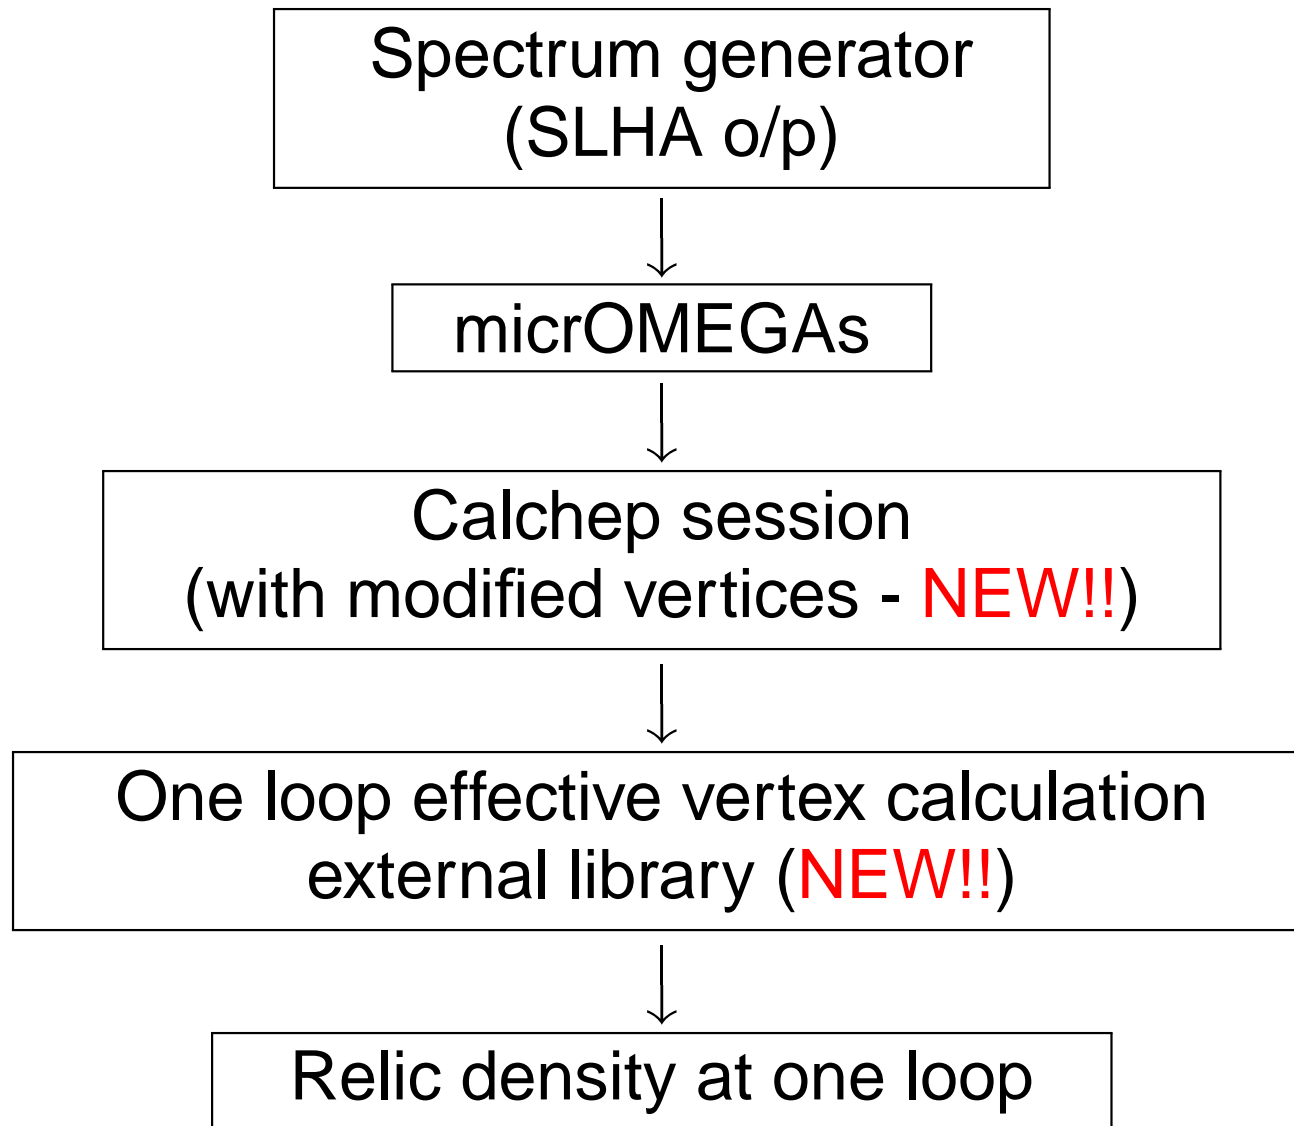 Spectrum generator
(SLHA o/p)
micrOMEGAs
Calchep session
(with modified vertices - NEW!!)
One loop effective vertex calculation
external library (NEW!!)
Relic density at one loop